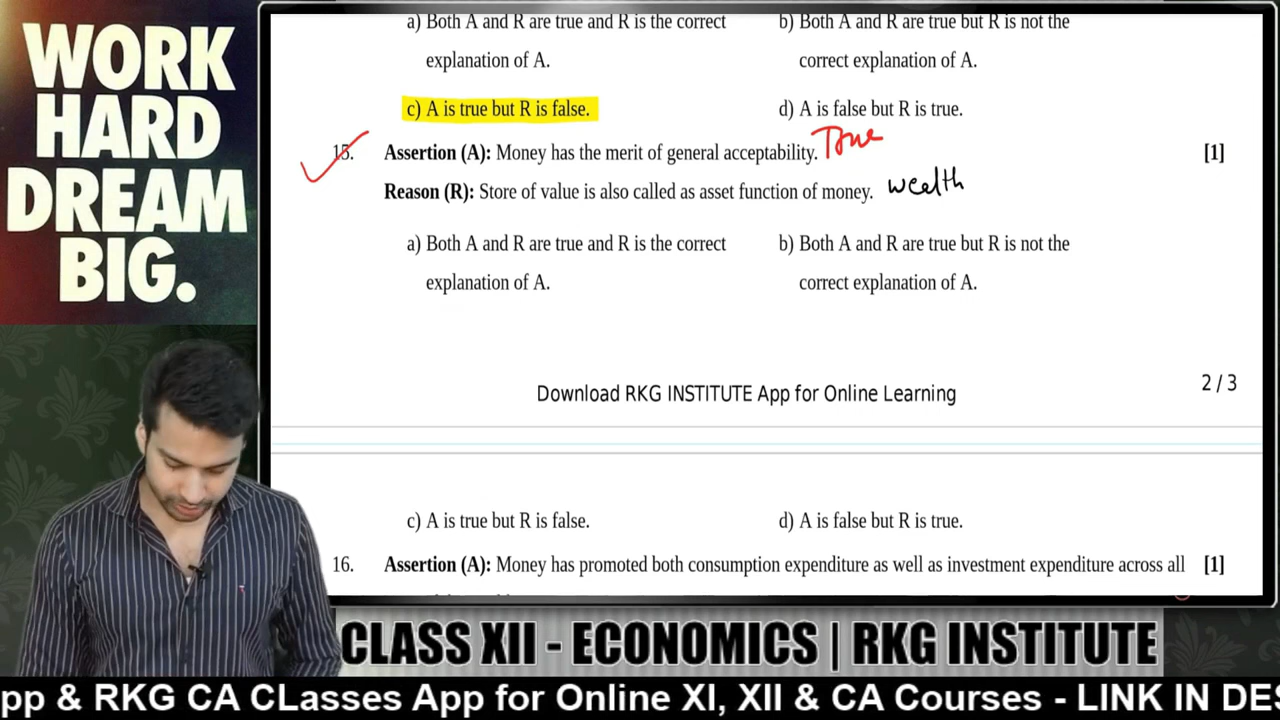 WORK
HARD
DREAM
BIG.
a) Both A and R are true and R is the correct
explanation of A.
b) Both A and R are true but R is not the
correct explanation of A.
c) A is true but R is false.
d) A is false but R is true.
15. Assertion (A): Money has the merit of general acceptability. True [1]
Reason (R): Store of value is also called as asset function of money. wealth
a) Both A and R are true and R is the correct
explanation of A.
b) Both A and R are true but R is not the
correct explanation of A.
Download RKG INSTITUTE App for Online Learning
2 / 3
c) A is true but R is false.
d) A is false but R is true.
16. Assertion (A): Money has promoted both consumption expenditure as well as investment expenditure across all [1]
CLASS XII - ECONOMICS | RKG INSTITUTE
pp & RKG CA CLasses App for Online XI, XII & CA Courses - LINK IN DES